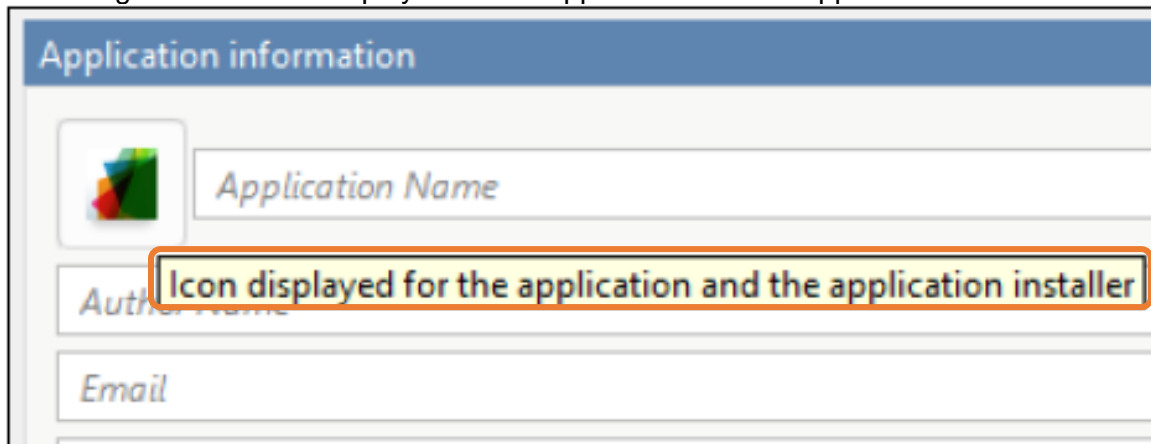 Application information
Application Name
Icon displayed for the application and the application installer
Email